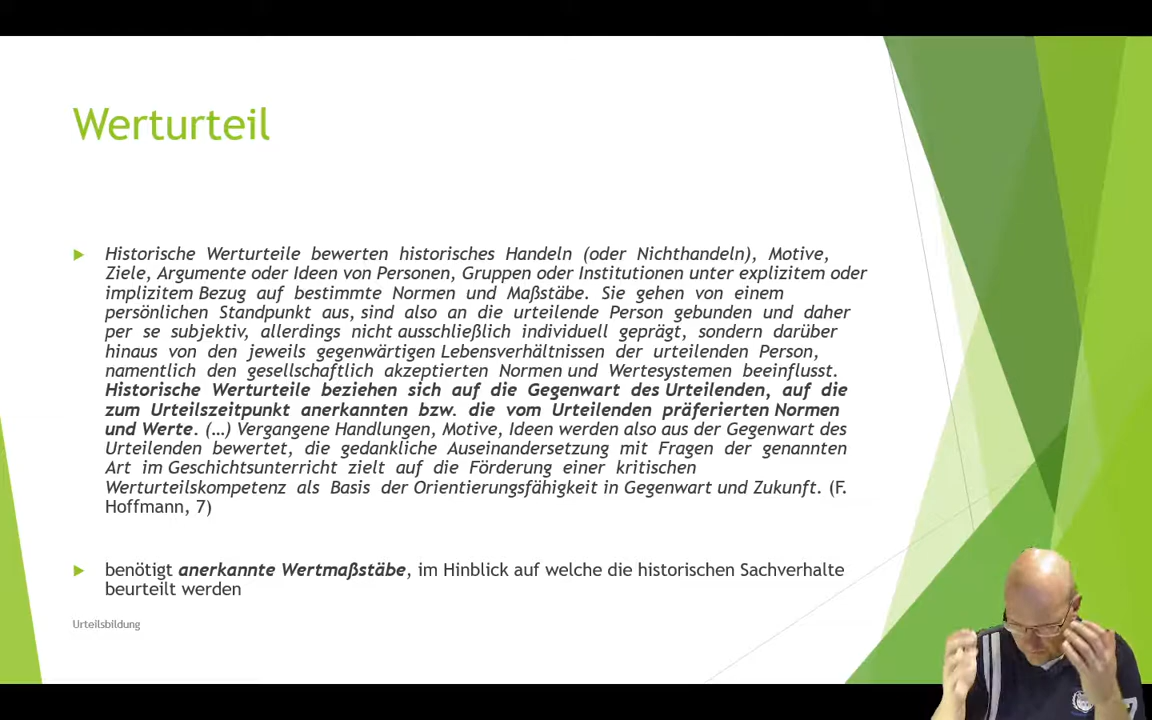 Werturteil
Historische Werturteile bewerten historisches Handeln (oder Nichthandeln), Motive,
Ziele, Argumente oder Ideen von Personen, Gruppen oder Institutionen unter explizitem oder
implizitem Bezug auf bestimmte Normen und Maßstäbe. Sie gehen von einem
persönlichen Standpunkt aus, sind also an die urteilende Person gebunden und daher
per se subjektiv, allerdings nicht ausschließlich individuell geprägt, sondern darüber
hinaus von den jeweils gegenwärtigen Lebensverhältnissen der urteilenden Person,
namentlich den gesellschaftlich akzeptierten Normen und Wertesystemen beeinflusst.
Historische Werturteile beziehen sich auf die Gegenwart des Urteilenden, auf die
zum Urteilszeitpunkt anerkannten bzw. die vom Urteilenden präferierten Normen
und Werte. (…) Vergangene Handlungen, Motive, Ideen werden also aus der Gegenwart des
Urteilenden bewertet, die gedankliche Auseinandersetzung mit Fragen der genannten
Art im Geschichtsunterricht zielt auf die Förderung einer kritischen
Werturteilskompetenz als Basis der Orientierungsfähigkeit in Gegenwart und Zukunft. (F.
Hoffmann, 7)
benötigt anerkannte Wertmaßstäbe, im Hinblick auf welche die historischen Sachverhalte
beurteilt werden
Urteilsbildung